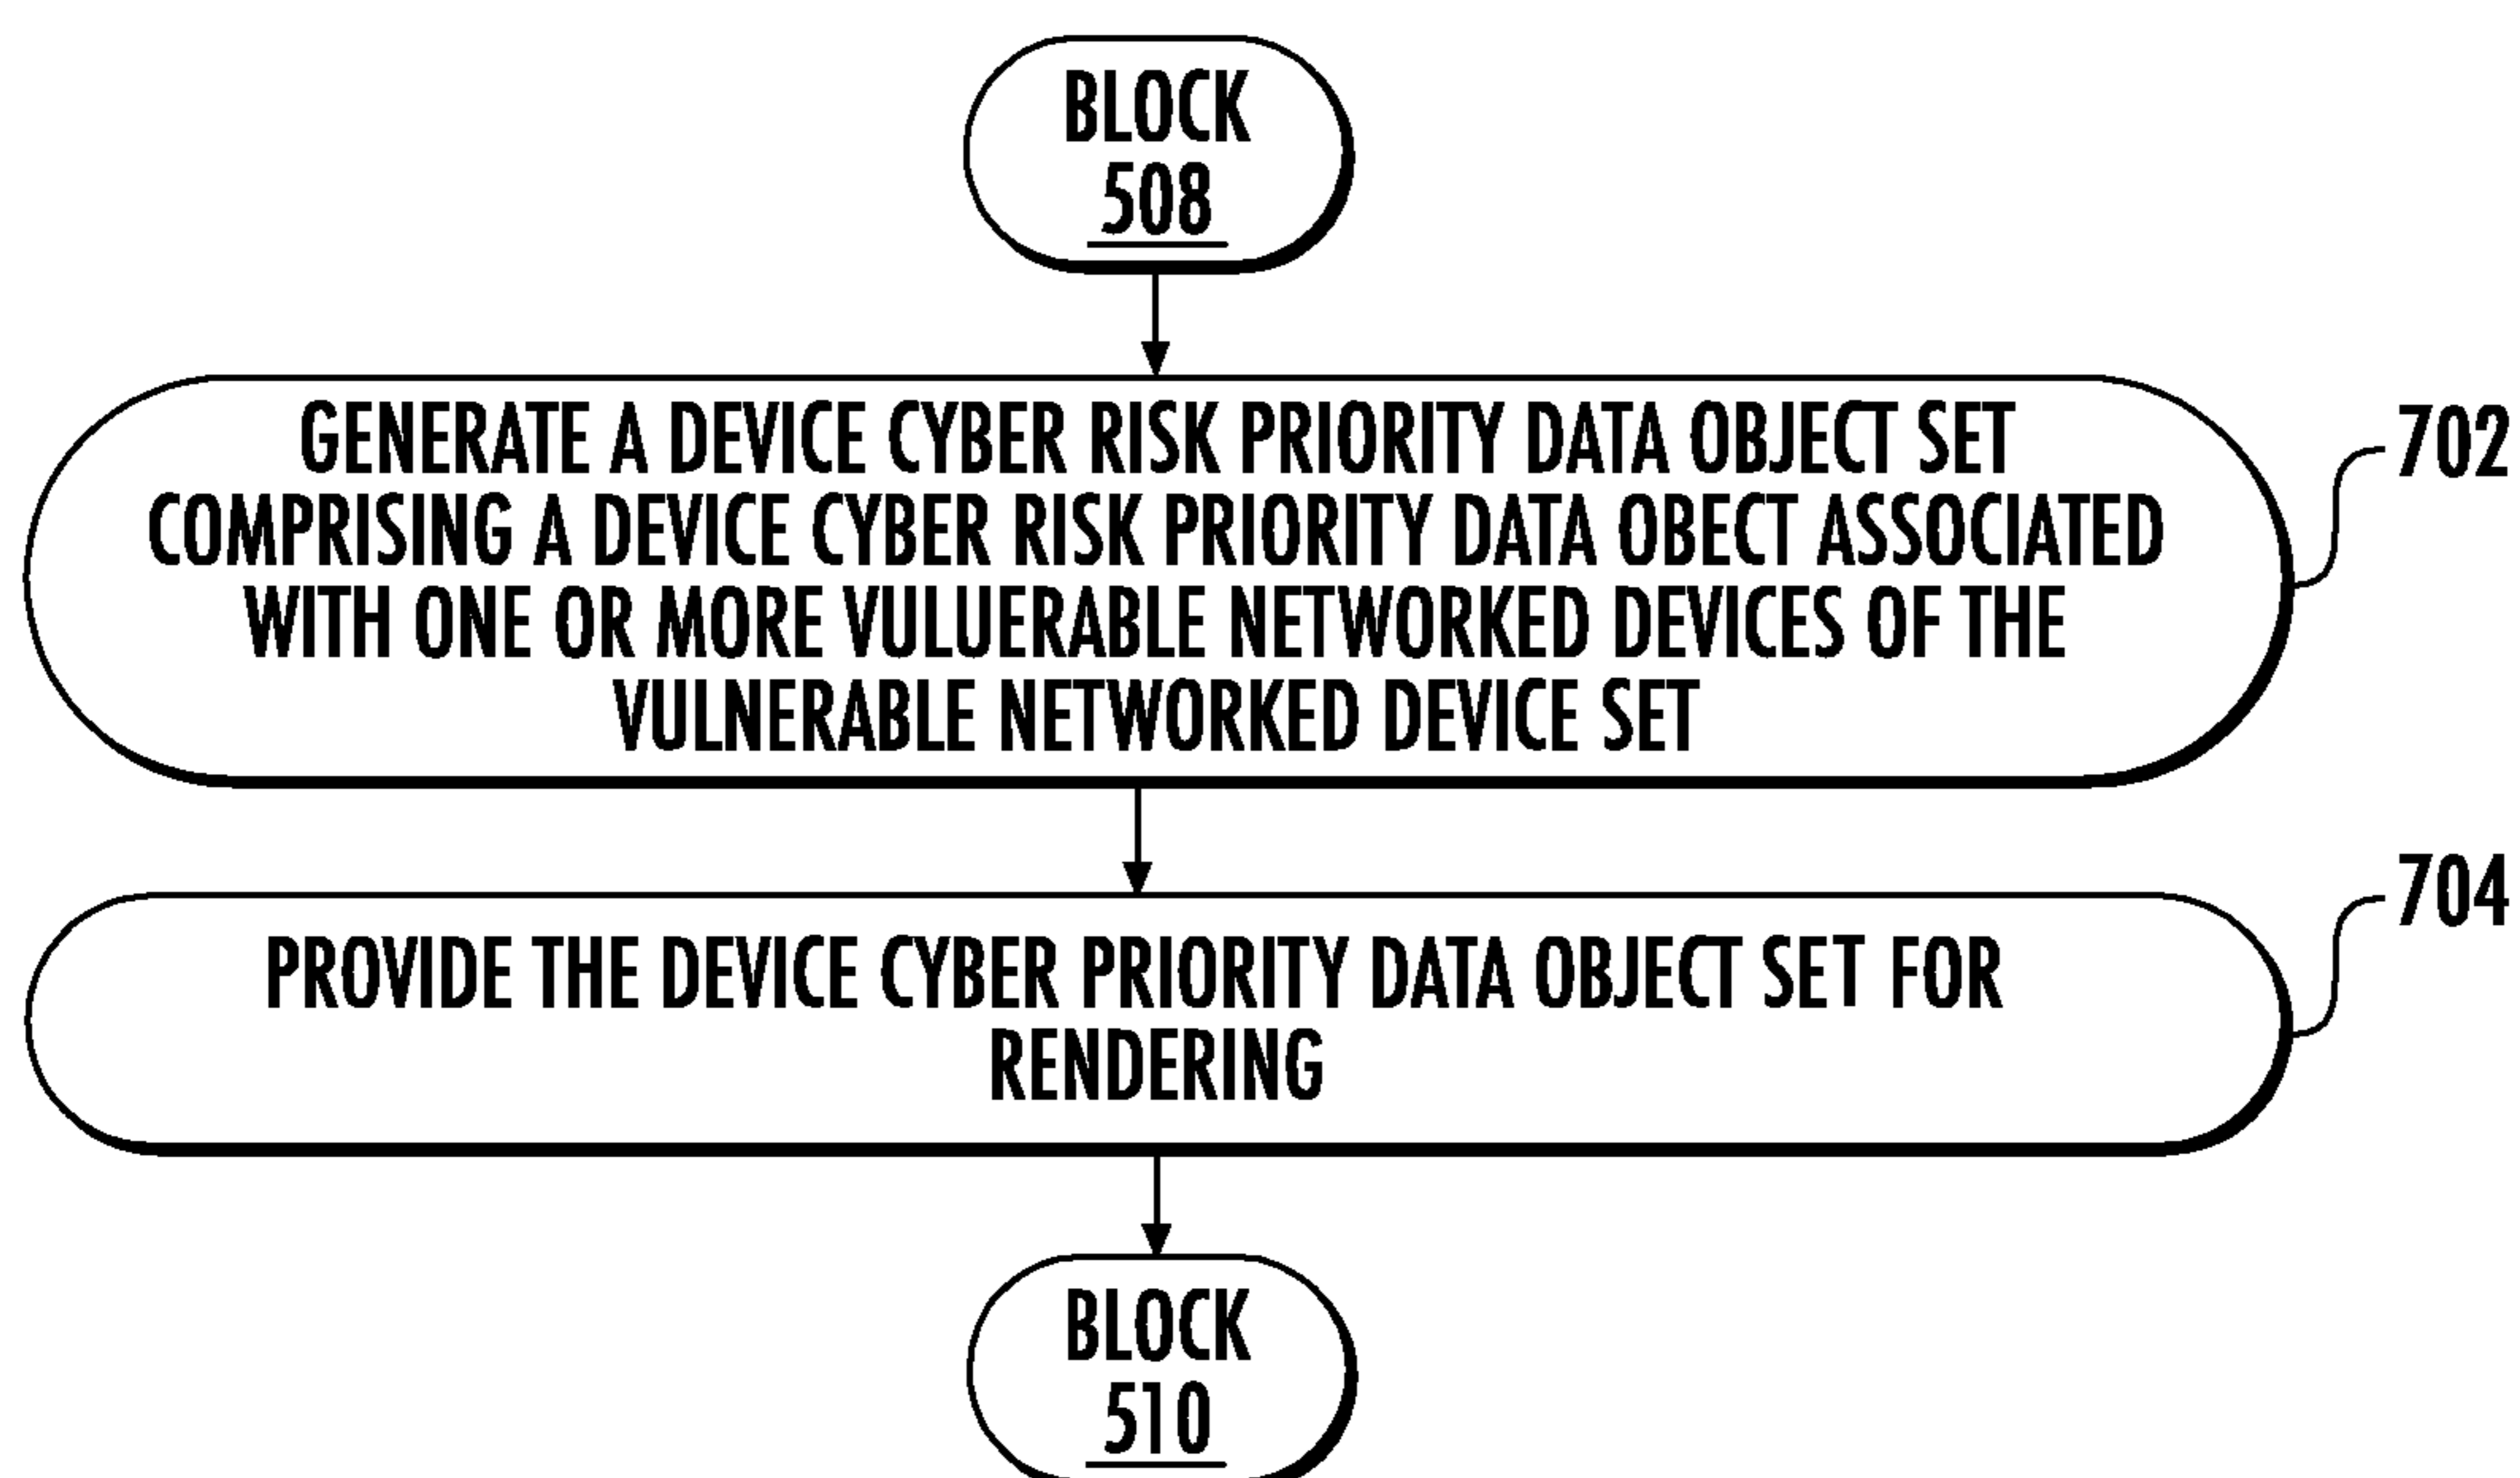 BLOCK
508
GENERATE A DEVICE CYBER RISK PRIORITY DATA OBJECT SET
COMPRISING A DEVICE CYBER RISK PRIORITY DATA OBECT ASSOCIATED
WITH ONE OR MORE VULUERABLE NETWORKED DEVICES OF THE
VULNERABLE NETWORKED DEVICE SET
702
PROVIDE THE DEVICE CYBER PRIORITY DATA OBJECT SET FOR
RENDERING
704
BLOCK
510